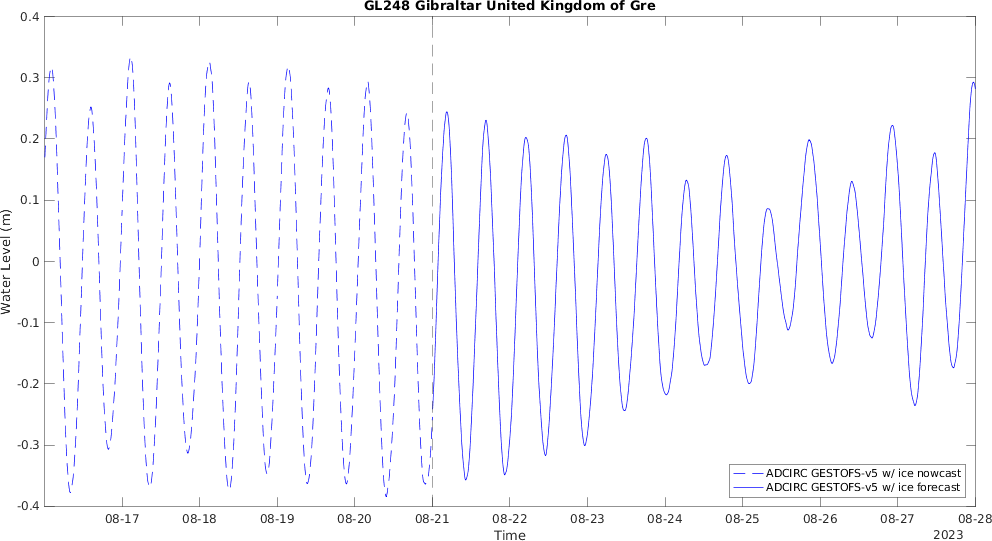 GL248 Gibraltar United Kingdom of Gre
0.4
0.3
0.2
0.1
0
-0.1
-0.2
-0.3
-0.4
Water Level (m)
08-17 08-18 08-19 08-20 08-21 08-22 08-23 08-24 08-25 08-26 08-27 08-28
Time
2023
ADCIRC GESTOFS-v5 w/ ice nowcast
ADCIRC GESTOFS-v5 w/ ice forecast